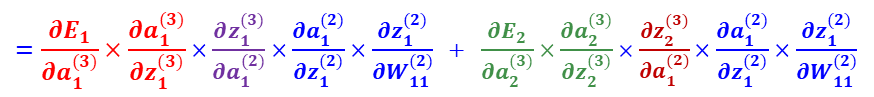 = ∂E₁/∂a₁⁽³⁾ × ∂a₁⁽³⁾/∂z₁⁽³⁾ × ∂z₁⁽³⁾/∂a₁⁽²⁾ × ∂a₁⁽²⁾/∂z₁⁽²⁾ × ∂z₁⁽²⁾/∂W₁₁⁽²⁾ + ∂E₂/∂a₂⁽³⁾ × ∂a₂⁽³⁾/∂z₂⁽³⁾ × ∂z₂⁽³⁾/∂a₁⁽²⁾ × ∂a₁⁽²⁾/∂z₁⁽²⁾ × ∂z₁⁽²⁾/∂W₁₁⁽²⁾